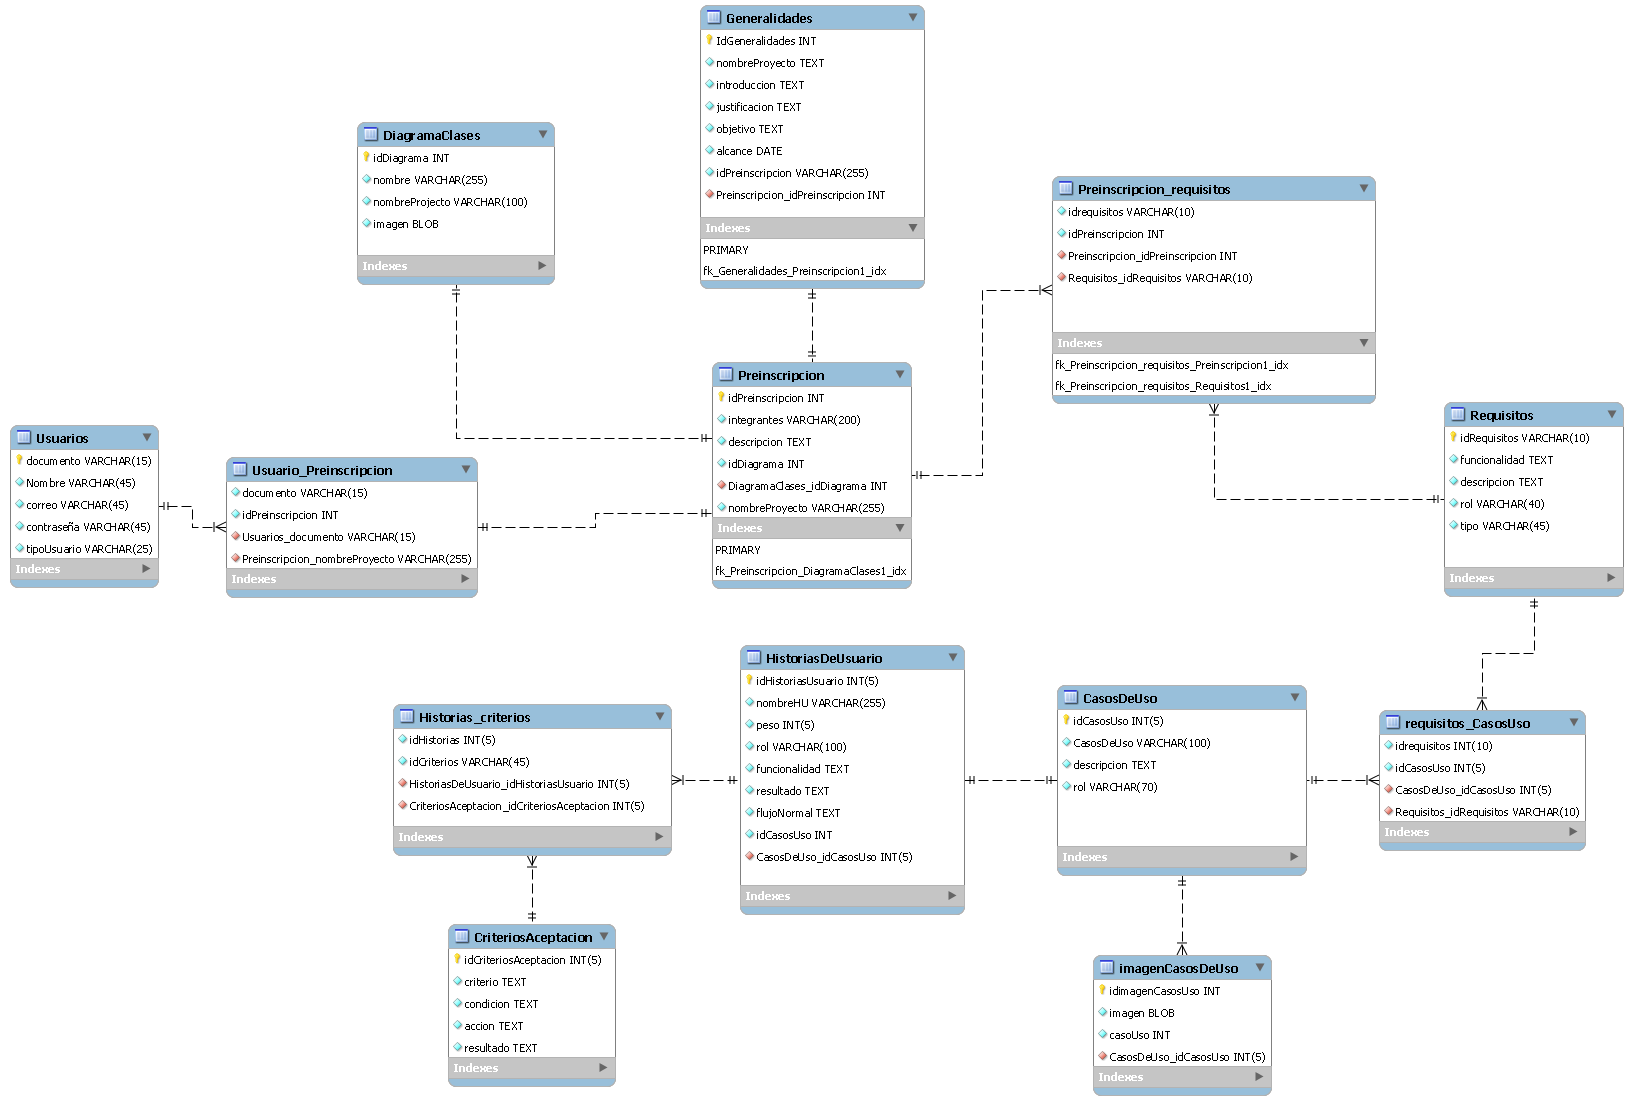 Generalidades
IdGeneralidades INT
nombreProyecto TEXT
introduccion TEXT
justificacion TEXT
objetivo TEXT
alcance DATE
idPreinscripcion VARCHAR(255)
Preinscripcion_idPreinscripcion INT
Indexes
PRIMARY
fk_Generalidades_Preinscripcion1_idx
DiagramaClases
idDiagrama INT
nombre VARCHAR(255)
nombreProjecto VARCHAR(100)
imagen BLOB
Indexes
Preinscripcion_requisitos
idrequisitos VARCHAR(10)
idPreinscripcion INT
Preinscripcion_idPreinscripcion INT
Requisitos_idRequisitos VARCHAR(10)
Indexes
fk_Preinscripcion_requisitos_Preinscripcion1_idx
fk_Preinscripcion_requisitos_Requisitos1_idx
Preinscripcion
idPreinscripcion INT
integrantes VARCHAR(200)
descripcion TEXT
idDiagrama INT
DiagramaClases_idDiagrama INT
nombreProyecto VARCHAR(255)
Indexes
PRIMARY
fk_Preinscripcion_DiagramaClases1_idx
Requisitos
idRequisitos VARCHAR(10)
funcionalidad TEXT
descripcion TEXT
rol VARCHAR(40)
tipo VARCHAR(45)
Indexes
Usuarios
documento VARCHAR(15)
Nombre VARCHAR(45)
correo VARCHAR(45)
contraseña VARCHAR(45)
tipoUsuario VARCHAR(25)
Indexes
Usuario_Preinscripcion
documento VARCHAR(15)
idPreinscripcion INT
Usuarios_documento VARCHAR(15)
Preinscripcion_nombreProyecto VARCHAR(255)
Indexes
HistoriasDeUsuario
idHistoriasUsuario INT(5)
nombreHU VARCHAR(255)
peso INT(5)
rol VARCHAR(100)
funcionalidad TEXT
resultado TEXT
flujoNormal TEXT
idCasosUso INT
CasosDeUso_idCasosUso INT(5)
Indexes
CasosDeUso
idCasosUso INT(5)
CasosDeUso VARCHAR(100)
descripcion TEXT
rol VARCHAR(70)
Indexes
requisitos_CasosUso
idrequisitos INT(10)
idCasosUso INT(5)
CasosDeUso_idCasosUso INT(5)
Requisitos_idRequisitos VARCHAR(10)
Indexes
Historias_criterios
idHistorias INT(5)
idCriterios VARCHAR(45)
HistoriasDeUsuario_idHistoriasUsuario INT(5)
CriteriosAceptacion_idCriteriosAceptacion INT(5)
Indexes
CriteriosAceptacion
idCriteriosAceptacion INT(5)
criterio TEXT
condicion TEXT
accion TEXT
resultado TEXT
Indexes
imagenCasosDeUso
idimagenCasosUso INT
imagen BLOB
casoUso INT
CasosDeUso_idCasosUso INT(5)
Indexes